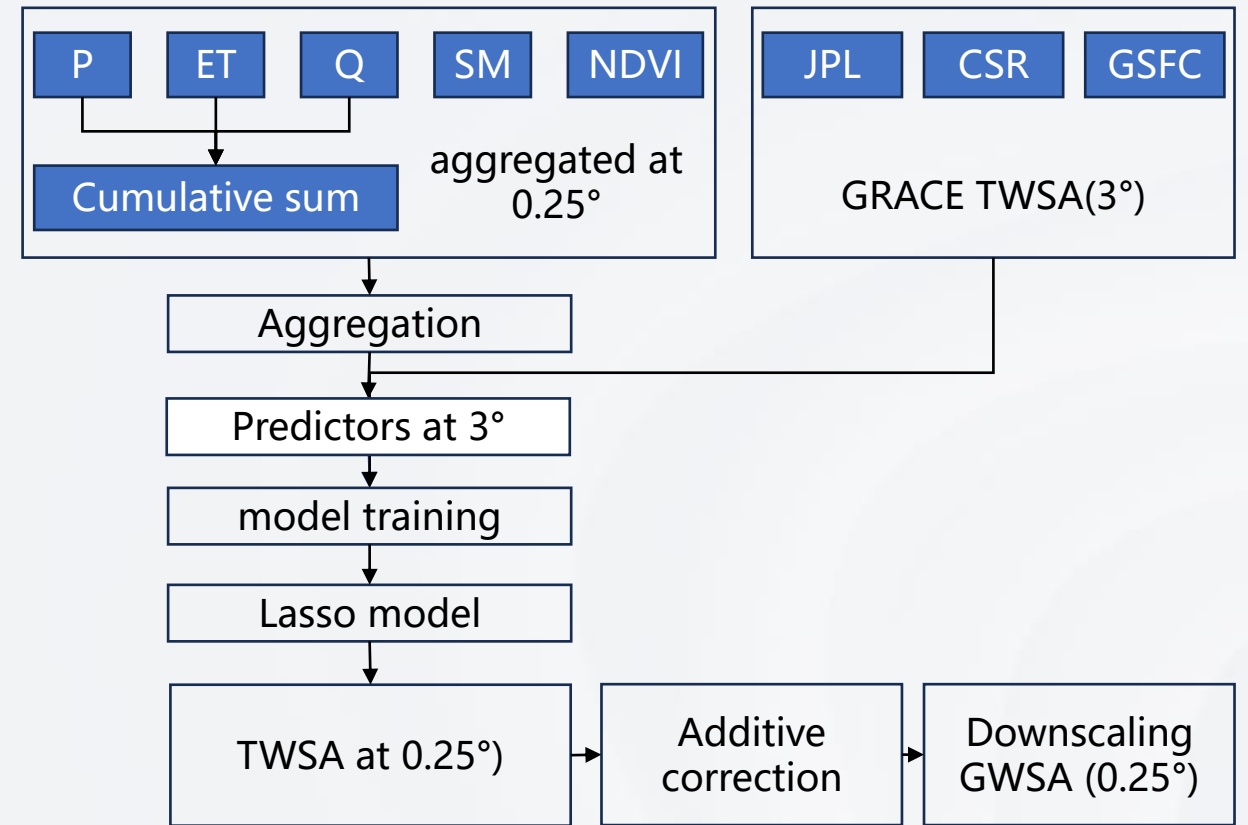 P
ET
Q
SM
NDVI
Cumulative sum
aggregated at
0.25°
JPL
CSR
GSFC
GRACE TWSA(3°)
Aggregation
Predictors at 3°
model training
Lasso model
TWSA at 0.25°)
Additive
correction
Downscaling
GWSA (0.25°)